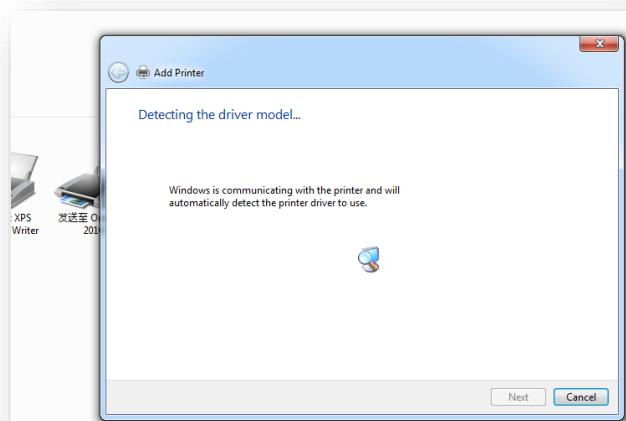 Add Printer
Detecting the driver model...
Windows is communicating with the printer and will
automatically detect the printer driver to use.
XPS
Writer
发送至 O
201
Next
Cancel